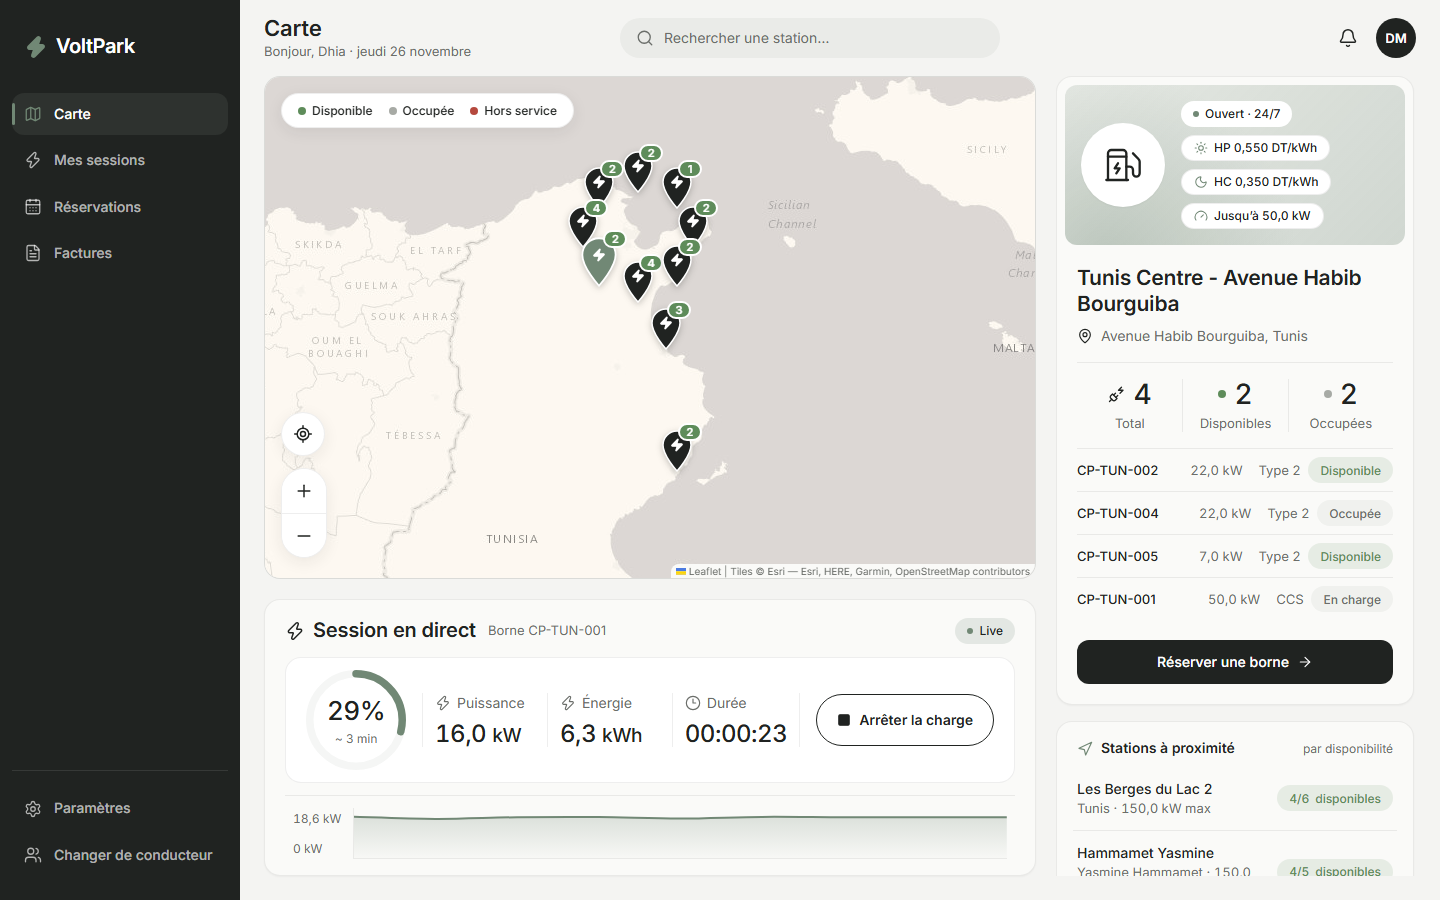 VoltPark
Carte
Mes sessions
Réservations
Factures
Paramètres
Changer de conducteur
Carte
Bonjour, Dhia · jeudi 26 novembre
Rechercher une station...
DM
Disponible
Occupée
Hors service
2
2
1
4
2
2
2
4
3
2
SICILY
Sicilian
Channel
SKIKDA
EL TARF
GUELMA
SOUK AHRAS
OUM EL
BOUAGHI
TÉBESSA
MALTA
TUNISIA
Leaflet | Tiles © Esri — Esri, HERE, Garmin, OpenStreetMap contributors
Session en direct
Borne CP-TUN-001
Live
29%
~ 3 min
Puissance
16,0 kW
Énergie
6,3 kWh
Durée
00:00:23
Arrêter la charge
18,6 kW
0 kW
Ouvert · 24/7
HP 0,550 DT/kWh
HC 0,350 DT/kWh
Jusqu'à 50,0 kW
Tunis Centre - Avenue Habib
Bourguiba
Avenue Habib Bourguiba, Tunis
4
Total
2
Disponibles
2
Occupées
CP-TUN-002 22,0 kW Type 2 Disponible
CP-TUN-004 22,0 kW Type 2 Occupée
CP-TUN-005 7,0 kW Type 2 Disponible
CP-TUN-001 50,0 kW CCS En charge
Réserver une borne
Stations à proximité
par disponibilité
Les Berges du Lac 2
Tunis · 150,0 kW max
4/6 disponibles
Hammamet Yasmine
Yasmine Hammamet · 150,0
4/5 disponibles